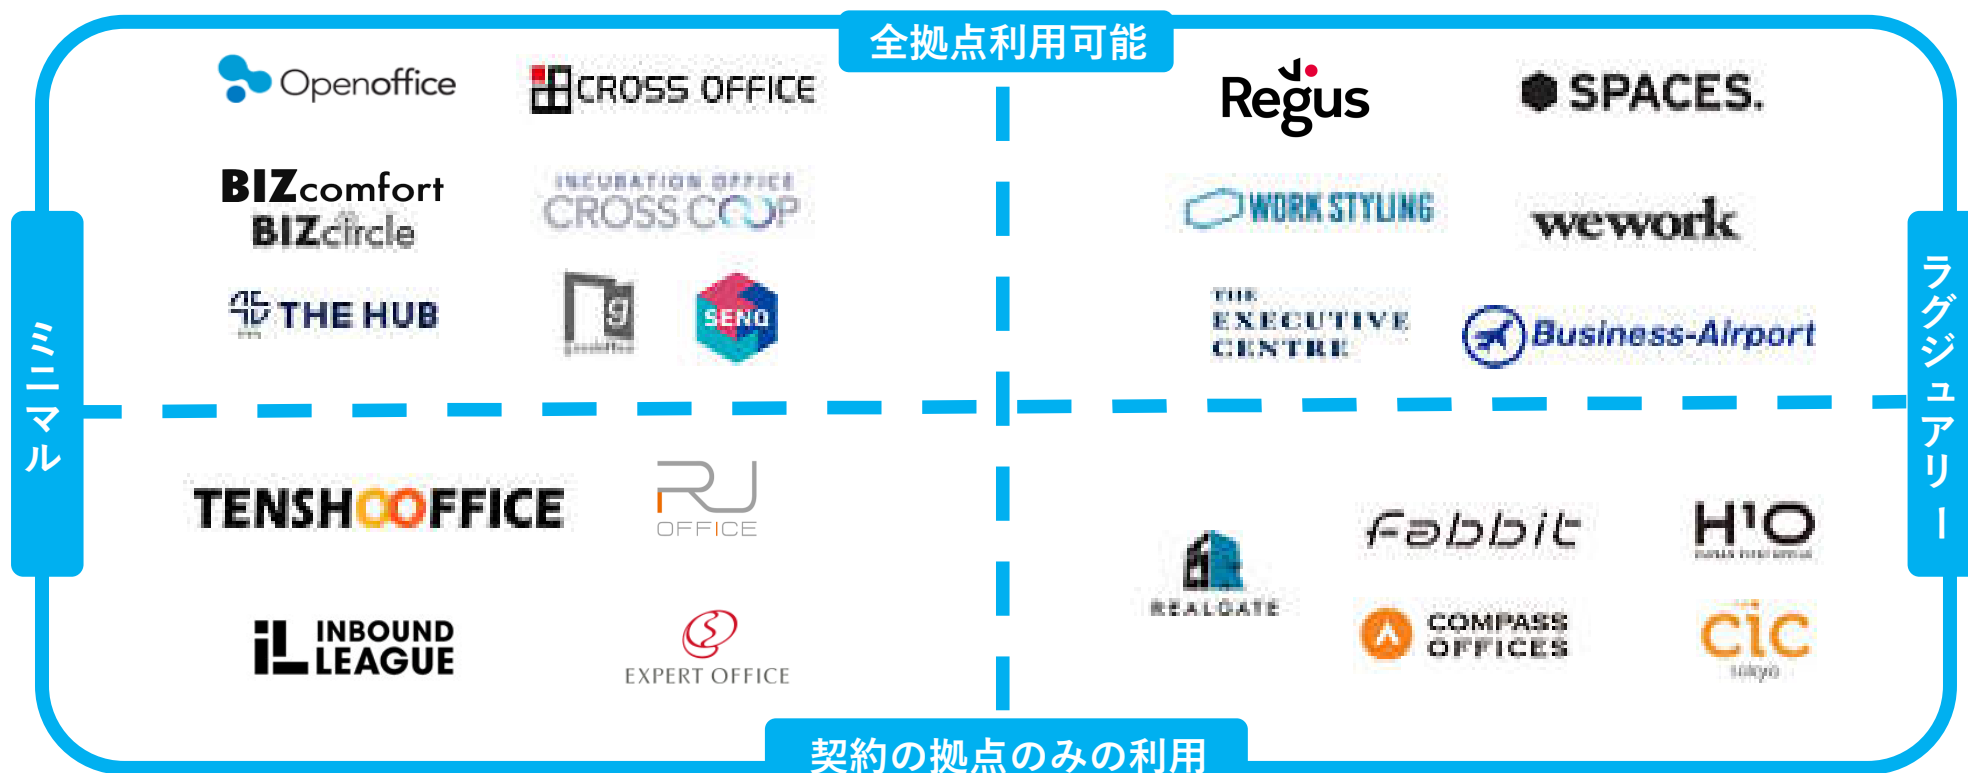 全拠点利用可能
Openoffice
CROSS OFFICE
Regus
SPACES.
BIZcomfort
BIZcircle
INCUBATION OFFICE
CROSS COOP
WORK STYLING
wework
THE HUB
g
SENQ
THE
EXECUTIVE
CENTRE
Business-Airport
ミニマル
ラグジュアリー
TENSHOOFFICE
RJ
OFFICE
REALGATE
fabbit
H¹O
iL INBOUND
LEAGUE
EXPERT OFFICE
COMPASS
OFFICES
cic
tokyo
契約の拠点のみの利用